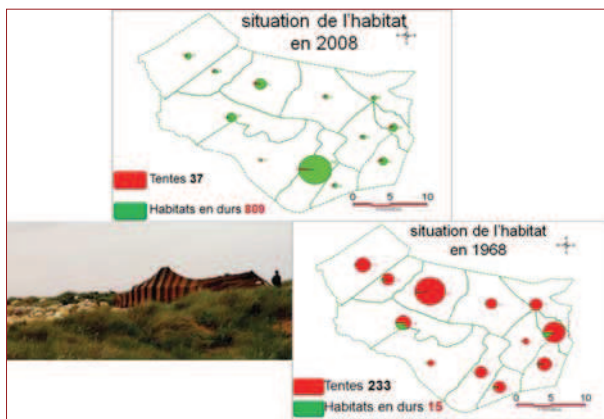 situation de l'habitat
en 2008
Tentes 37
Habitats en durs 809
0 5 10
situation de l'habitat
en 1968
Tentes 233
Habitats en durs 15
0 5 10